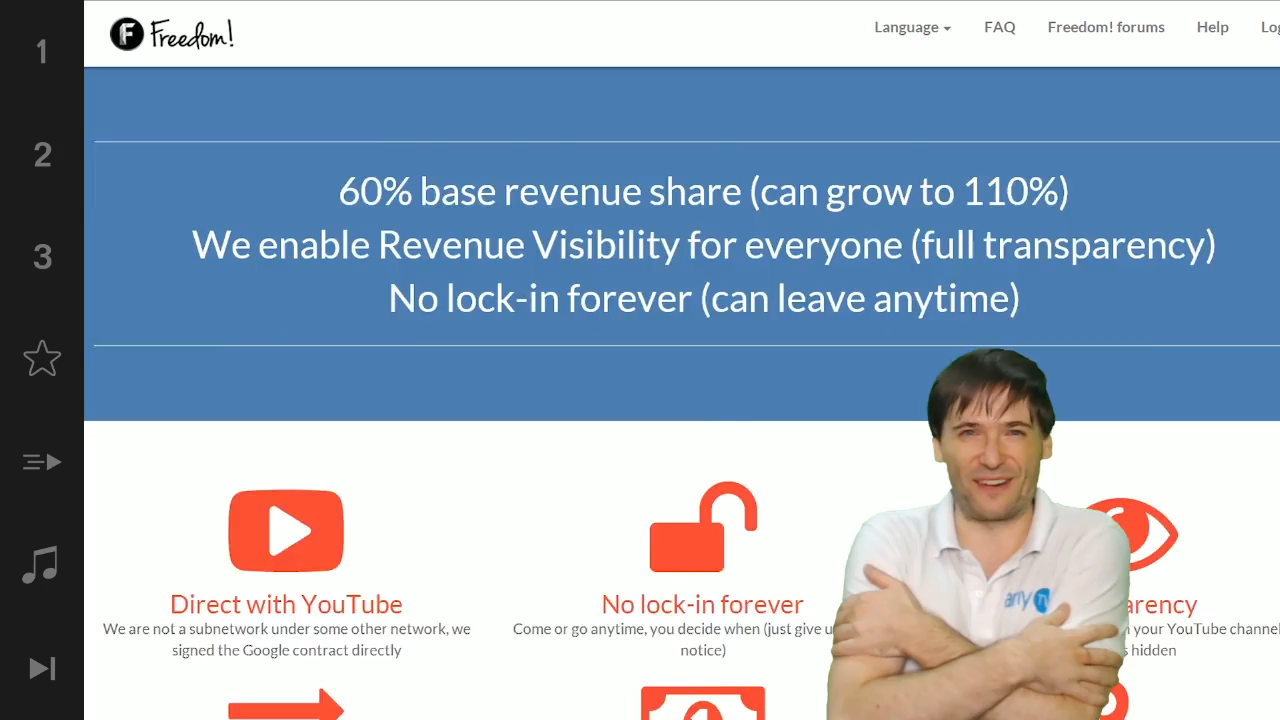 1
2
3
F Freedom!
Language
FAQ
Freedom! forums
Help
60% base revenue share (can grow to 110%)
We enable Revenue Visibility for everyone (full transparency)
No lock-in forever (can leave anytime)
Direct with YouTube
We are not a subnetwork under some other network, we
signed the Google contract directly
No lock-in forever
Come or go anytime, you decide when (just give
notice)
your YouTube channel
hidden
any TV